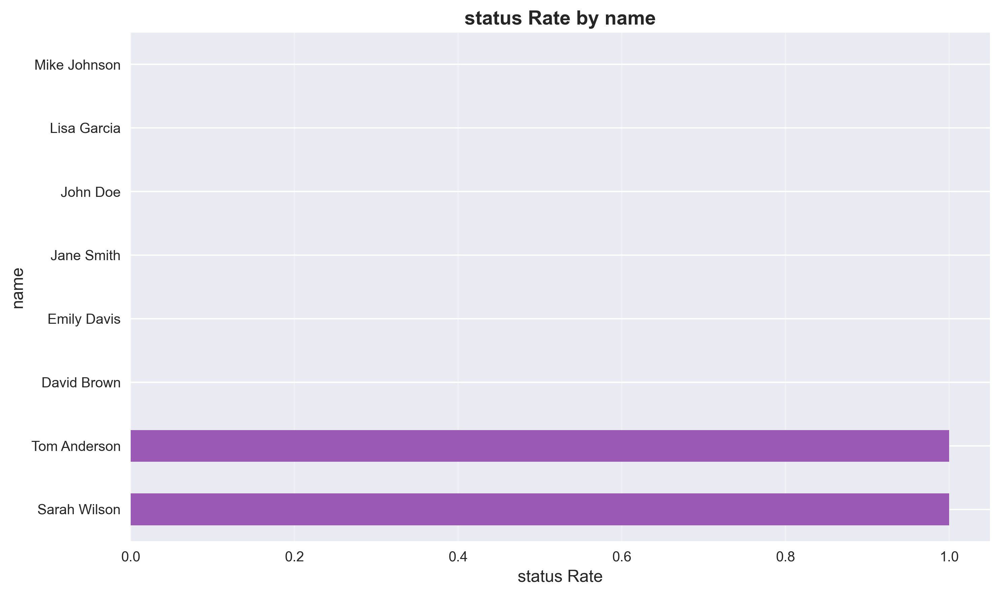 status Rate by name
Mike Johnson
Lisa Garcia
John Doe
Jane Smith
name
Emily Davis
David Brown
Tom Anderson
Sarah Wilson
0.0 0.2 0.4 0.6 0.8 1.0
status Rate